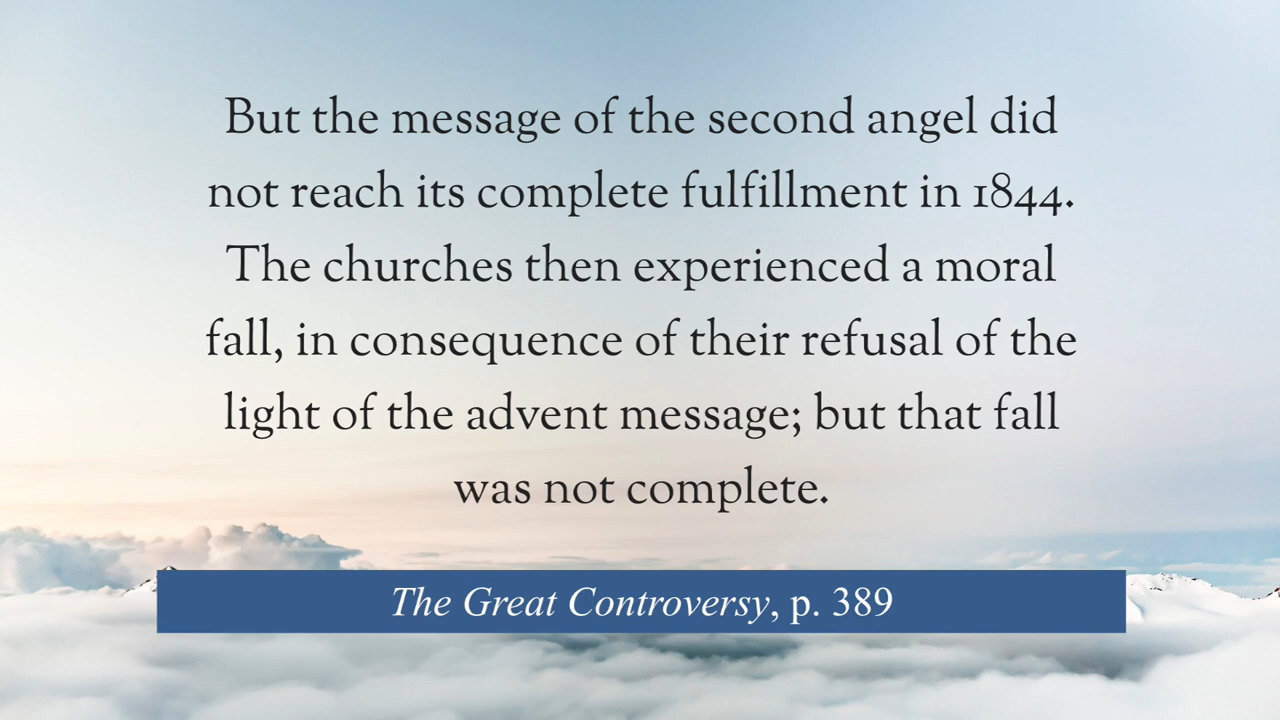 But the message of the second angel did
not reach its complete fulfillment in 1844.
The churches then experienced a moral
fall, in consequence of their refusal of the
light of the advent message; but that fall
was not complete.
The Great Controversy, p. 389